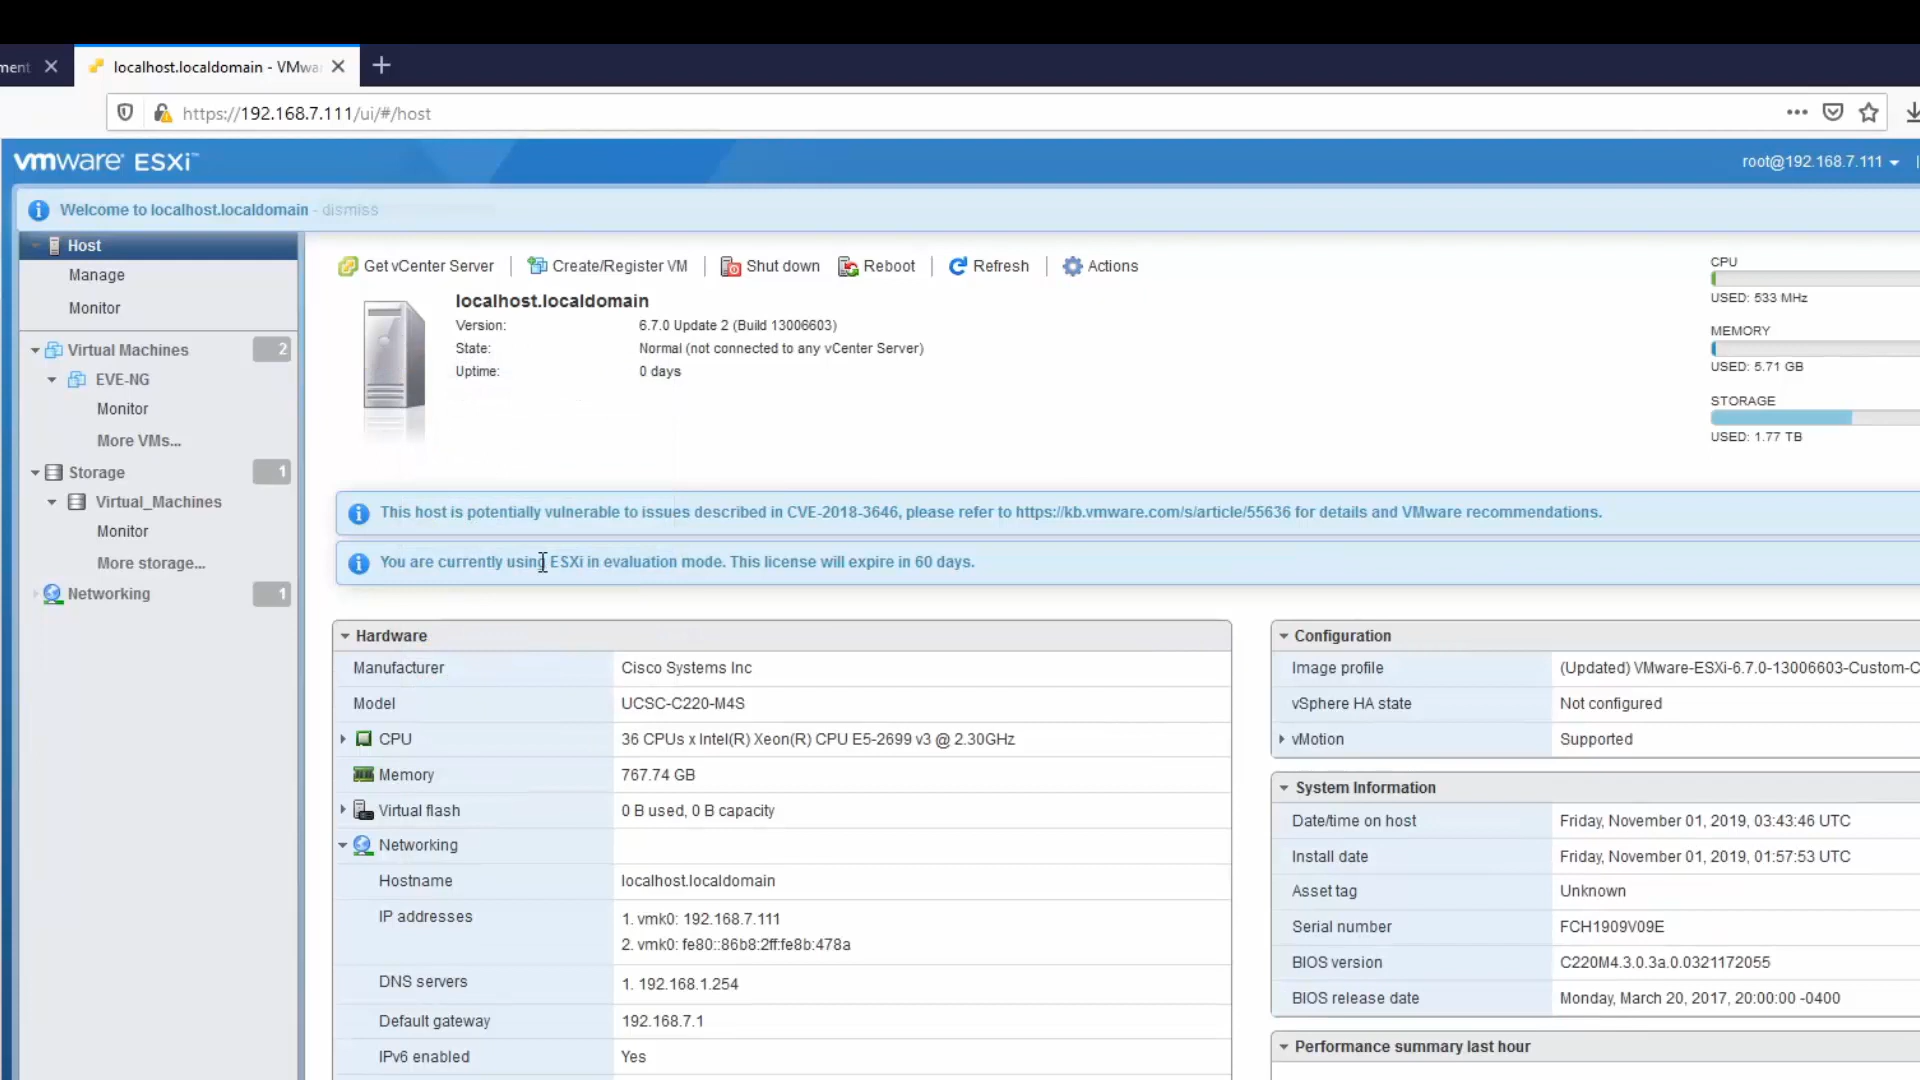 ment
localhost.localdomain - VMwa
https://192.168.7.111/ui/#/host
vmware ESXi™
root@192.168.7.111
Welcome to localhost.localdomain - dismiss
Host
Manage
Monitor
Virtual Machines 2
EVE-NG
Monitor
More VMs...
Storage 1
Virtual_Machines
Monitor
More storage...
Networking 1
Get vCenter Server | Create/Register VM | Shut down Reboot | Refresh | Actions
localhost.localdomain
Version: 6.7.0 Update 2 (Build 13006603)
State: Normal (not connected to any vCenter Server)
Uptime: 0 days
CPU
USED: 533 MHz
MEMORY
USED: 5.71 GB
STORAGE
USED: 1.77 TB
This host is potentially vulnerable to issues described in CVE-2018-3646, please refer to https://kb.vmware.com/s/article/55636 for details and VMware recommendations.
You are currently using ESXi in evaluation mode. This license will expire in 60 days.
Hardware
Manufacturer Cisco Systems Inc
Model UCSC-C220-M4S
CPU 36 CPUs x Intel(R) Xeon(R) CPU E5-2699 v3 @ 2.30GHz
Memory 767.74 GB
Virtual flash 0 B used, 0 B capacity
Networking
Hostname localhost.localdomain
IP addresses 1. vmk0: 192.168.7.111
2. vmk0: fe80::86b8:2ff:fe8b:478a
DNS servers 1. 192.168.1.254
Default gateway 192.168.7.1
IPv6 enabled Yes
Configuration
Image profile (Updated) VMware-ESXi-6.7.0-13006603-Custom-C
vSphere HA state Not configured
vMotion Supported
System Information
Date/time on host Friday, November 01, 2019, 03:43:46 UTC
Install date Friday, November 01, 2019, 01:57:53 UTC
Asset tag Unknown
Serial number FCH1909V09E
BIOS version C220M4.3.0.3a.0.0321172055
BIOS release date Monday, March 20, 2017, 20:00:00 -0400
Performance summary last hour